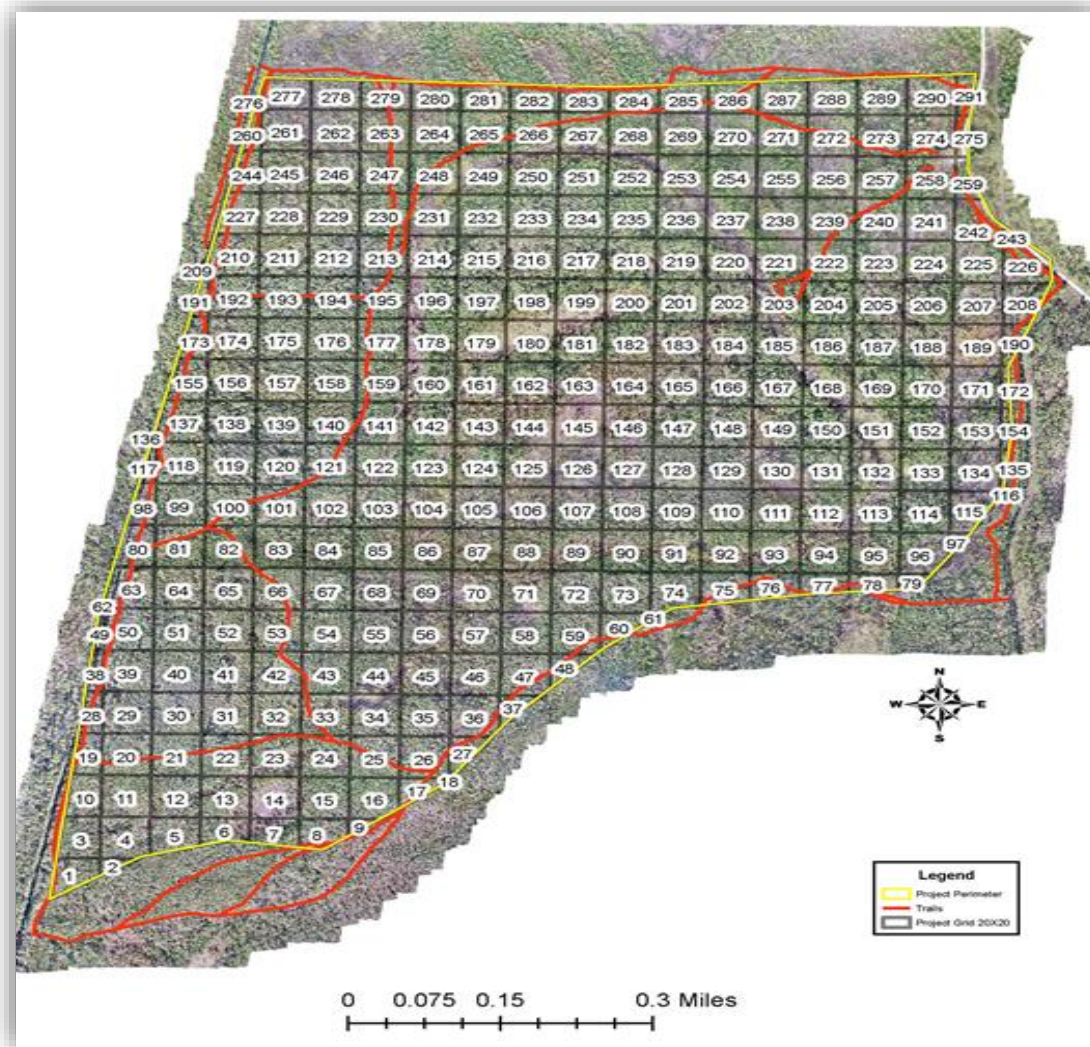 276 277 278 279 280 281 282 283 284 285 286 287 288 289 290 291
260 261 262 263 264 265 266 267 268 269 270 271 272 273 274 275
244 245 246 247 248 249 250 251 252 253 254 255 256 257 258 259
227 228 229 230 231 232 233 234 235 236 237 238 239 240 241 242 243
209 210 211 212 213 214 215 216 217 218 219 220 221 222 223 224 225 226
191 192 193 194 195 196 197 198 199 200 201 202 203 204 205 206 207 208
173 174 175 176 177 178 179 180 181 182 183 184 185 186 187 188 189 190
155 156 157 158 159 160 161 162 163 164 165 166 167 168 169 170 171 172
136 137 138 139 140 141 142 143 144 145 146 147 148 149 150 151 152 153 154
117 118 119 120 121 122 123 124 125 126 127 128 129 130 131 132 133 134 135
98 99 100 101 102 103 104 105 106 107 108 109 110 111 112 113 114 115 116
80 81 82 83 84 85 86 87 88 89 90 91 92 93 94 95 96 97
62 63 64 65 66 67 68 69 70 71 72 73 74 75 76 77 78 79
49 50 51 52 53 54 55 56 57 58 59 60 61
38 39 40 41 42 43 44 45 46 47 48
28 29 30 31 32 33 34 35 36 37
19 20 21 22 23 24 25 26 27
10 11 12 13 14 15 16 17 18
3 4 5 6 7 8 9
1 2
N
W E
S
Legend
Project Perimeter
Trails
Project Grid 20X20
0 0.075 0.15 0.3 Miles